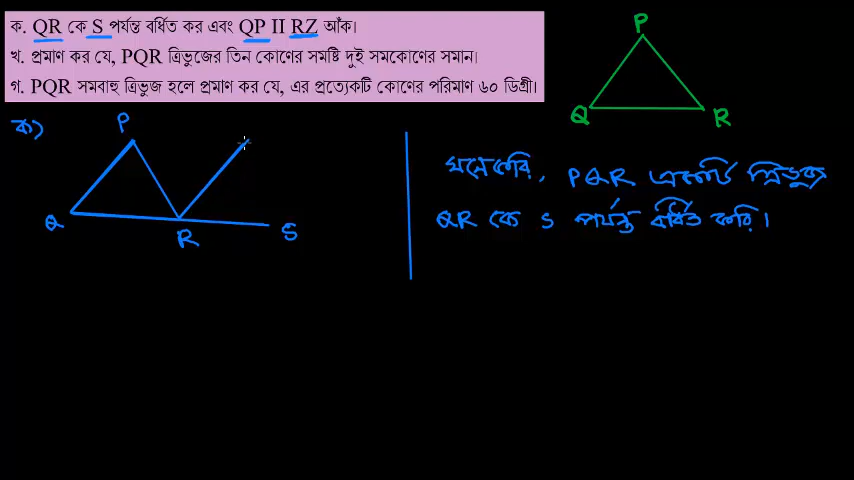 ক. QR কে S পর্যন্ত বর্ধিত কর এবং QP II RZ আঁক।
খ. প্রমাণ কর যে, PQR ত্রিভুজের তিন কোণের সমষ্টি দুই সমকোণের সমান।
গ. PQR সমবাহু ত্রিভুজ হলে প্রমাণ কর যে, এর প্রত্যেকটি কোণের পরিমাণ ৬০ ডিগ্রী।
P
Q
R
ক)
P
Q
R
S
মনেকরি, PQR একটি ত্রিভুজ
QR কে S পর্যন্ত বর্ধিত করি।